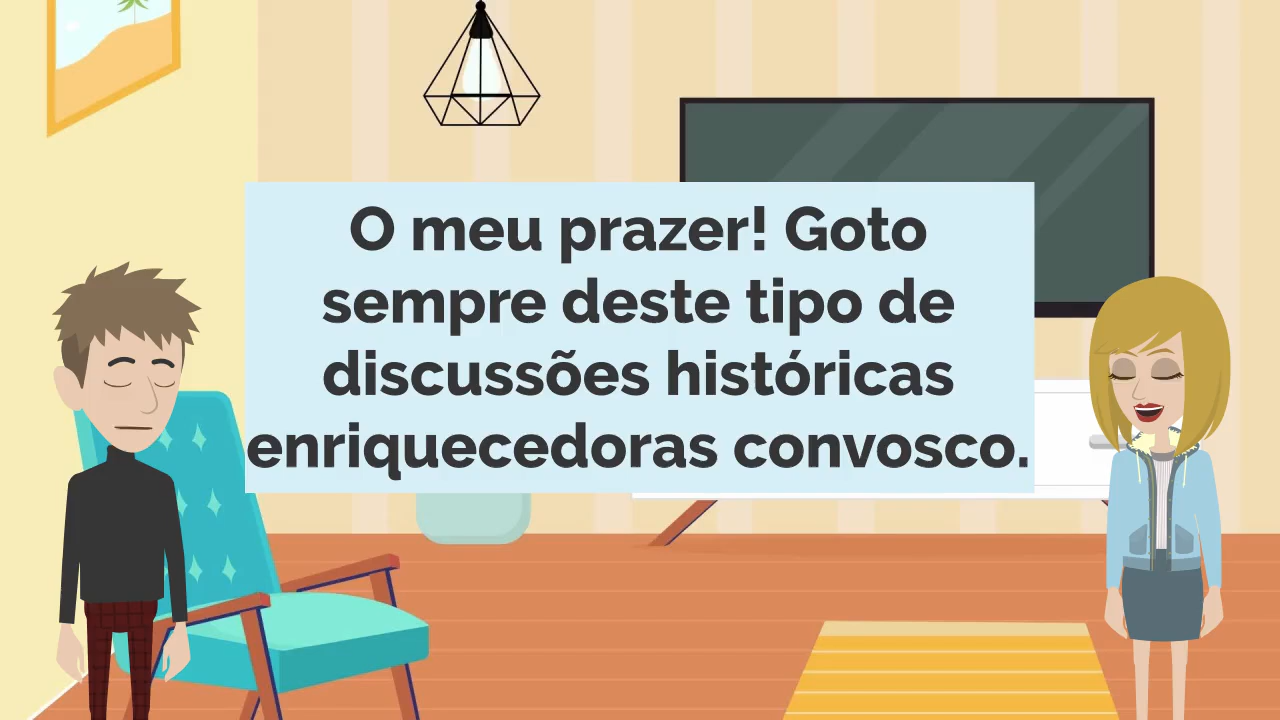 O meu prazer! Goto
sempre deste tipo de
discussões históricas
enriquecedoras convosco.